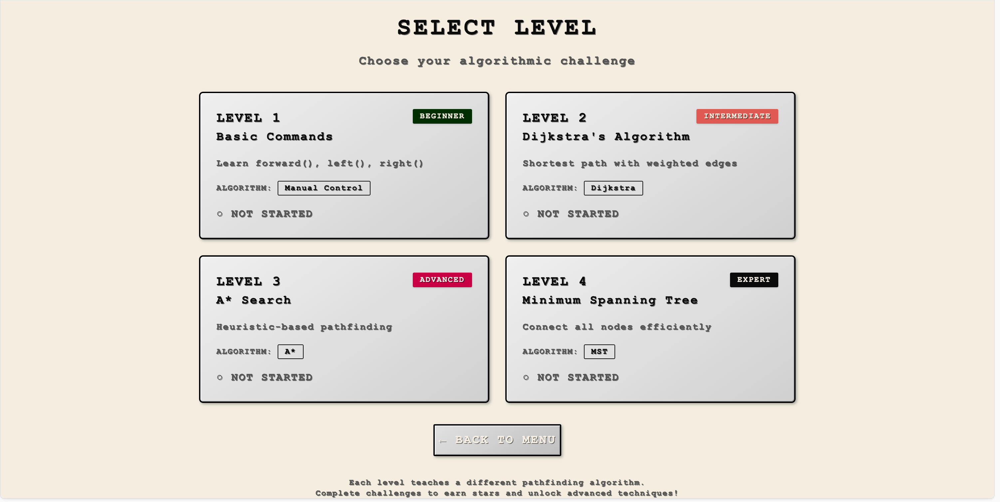 SELECT LEVEL
Choose your algorithmic challenge
LEVEL 1
BEGINNER
Basic Commands
Learn forward(), left(), right()
ALGORITHM: Manual Control
○ NOT STARTED
LEVEL 2
INTERMEDIATE
Dijkstra's Algorithm
Shortest path with weighted edges
ALGORITHM: Dijkstra
○ NOT STARTED
LEVEL 3
ADVANCED
A* Search
Heuristic-based pathfinding
ALGORITHM: A*
○ NOT STARTED
LEVEL 4
EXPERT
Minimum Spanning Tree
Connect all nodes efficiently
ALGORITHM: MST
○ NOT STARTED
← BACK TO MENU
Each level teaches a different pathfinding algorithm.
Complete challenges to earn stars and unlock advanced techniques!